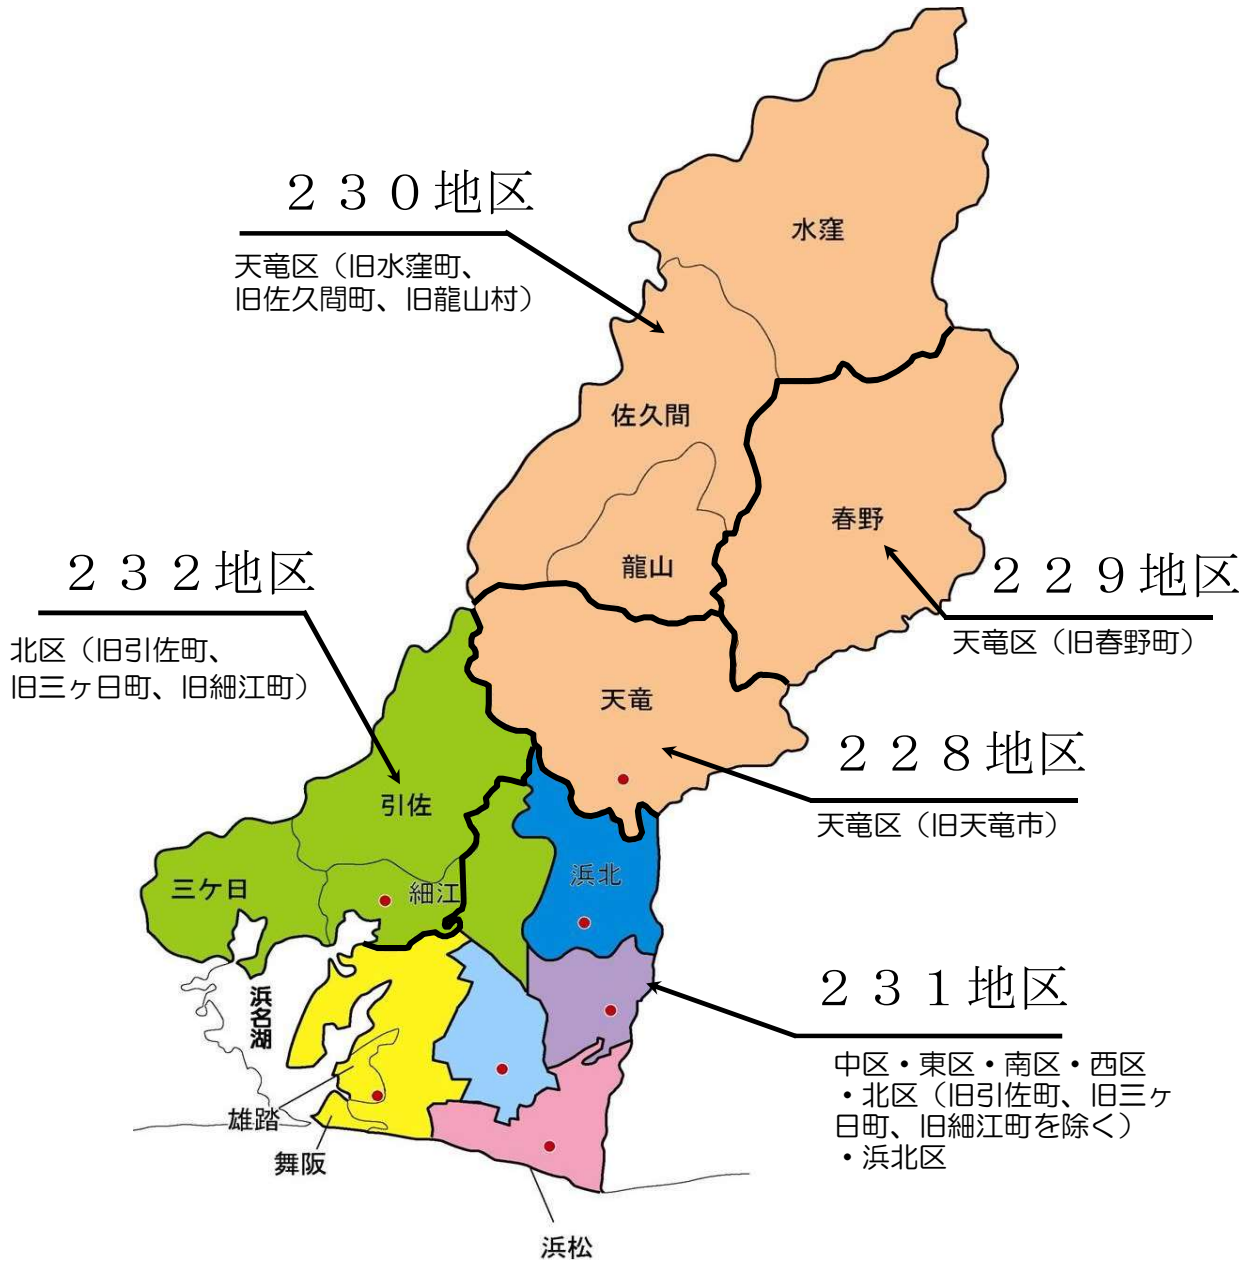 ２３０地区
天竜区（旧水窪町、
旧佐久間町、旧龍山村）
水窪
佐久間
春野
龍山
２３２地区
北区（旧引佐町、
旧三ヶ日町、旧細江町）
２２９地区
天竜区（旧春野町）
天竜
２２８地区
天竜区（旧天竜市）
引佐
三ケ日
細江
浜北
浜名湖
２３１地区
中区・東区・南区・西区
・北区（旧引佐町、旧三ヶ
日町、旧細江町を除く）
・浜北区
雄踏
舞阪
浜松